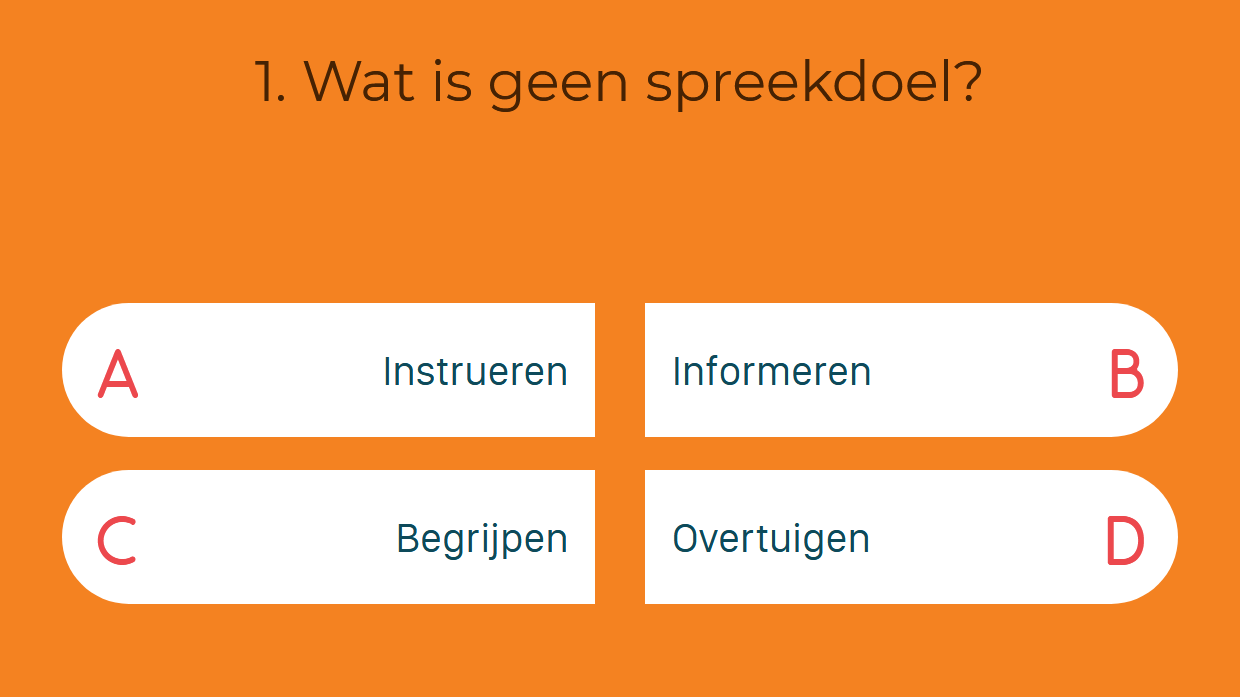 1. Wat is geen spreekdoel?
A Instrueren
Informeren B
C Begrijpen
Overtuigen D